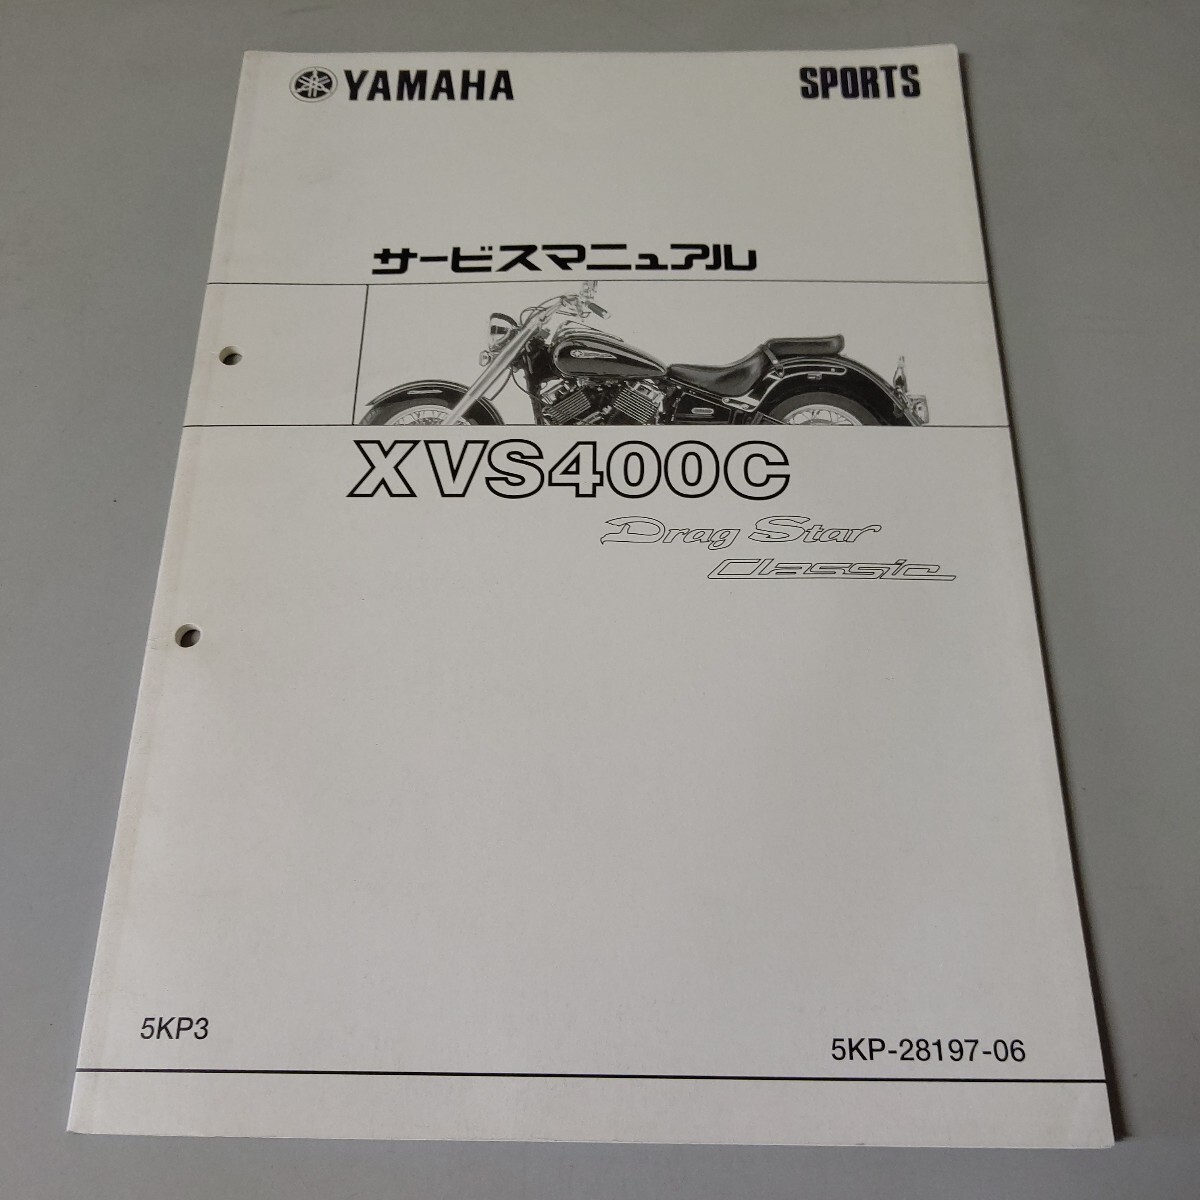 YAMAHA SPORTS
サービスマニュアル
XVS400C
Drag Star
Classic
5KP3
5KP-28197-06